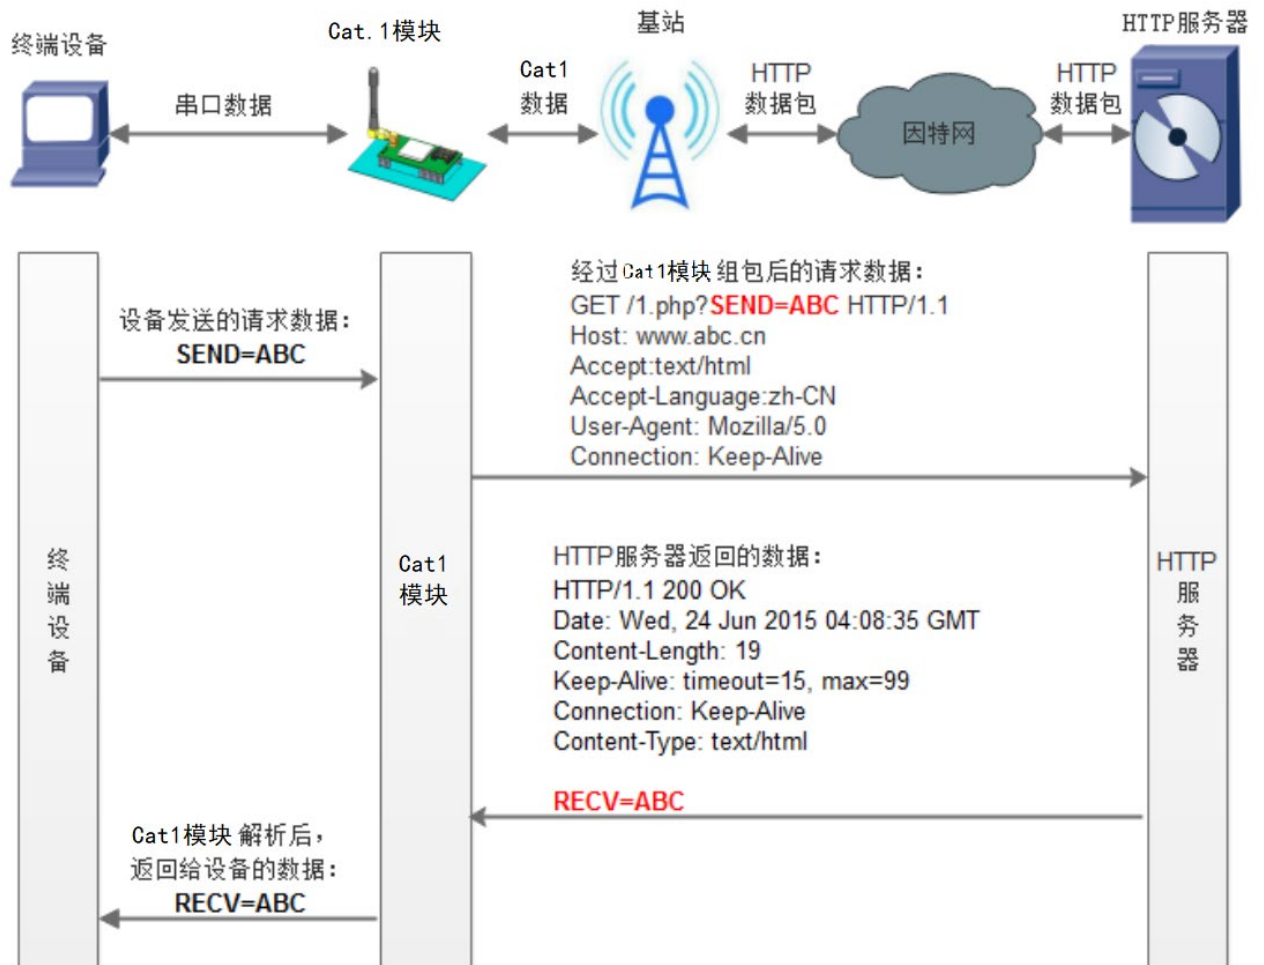 终端设备
Cat.1模块
基站
HTTP服务器
串口数据
Cat1
数据
HTTP
数据包
因特网
HTTP
数据包
设备发送的请求数据：
SEND=ABC
经过Cat1模块组包后的请求数据：
GET /1.php?SEND=ABC HTTP/1.1
Host: www.abc.cn
Accept:text/html
Accept-Language:zh-CN
User-Agent: Mozilla/5.0
Connection: Keep-Alive
终
端
设
备
Cat1
模块
HTTP
服
务
器
HTTP服务器返回的数据：
HTTP/1.1 200 OK
Date: Wed, 24 Jun 2015 04:08:35 GMT
Content-Length: 19
Keep-Alive: timeout=15, max=99
Connection: Keep-Alive
Content-Type: text/html
RECV=ABC
Cat1模块 解析后，
返回给设备的数据：
RECV=ABC